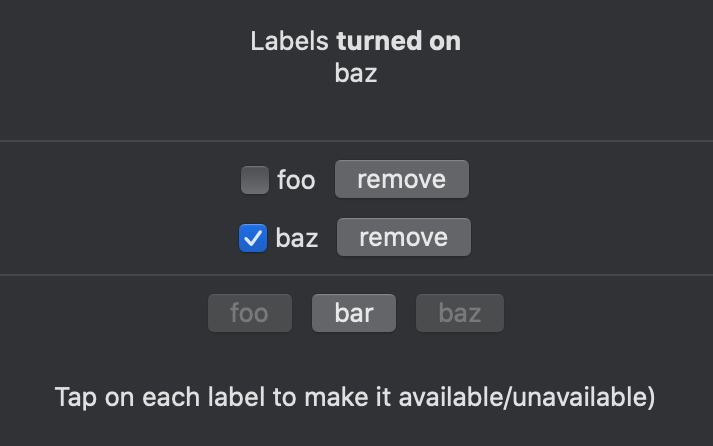 Labels turned on
baz
foo remove
baz remove
foo bar baz
Tap on each label to make it available/unavailable)